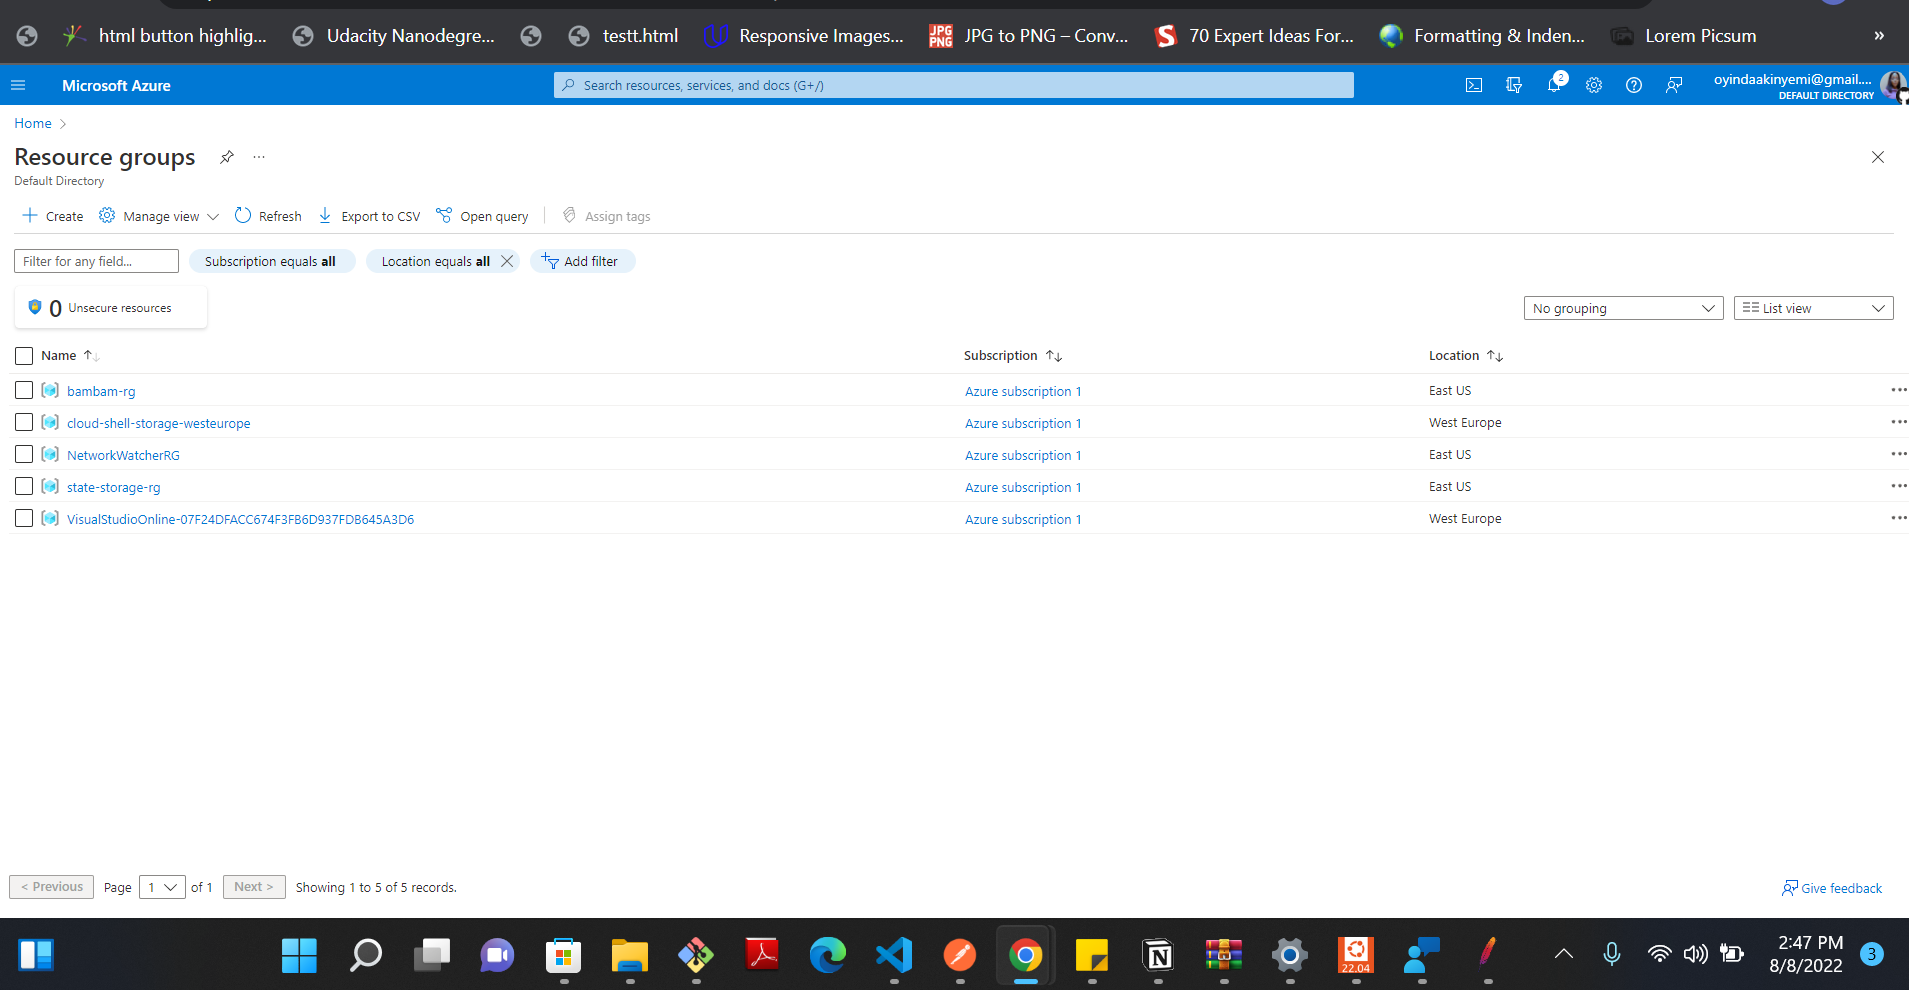 html button highlig...
Udacity Nanodegre...
testt.html
Responsive Images...
JPG PNG
JPG to PNG – Conv...
70 Expert Ideas For...
Formatting & Inden...
Lorem Picsum
»
Microsoft Azure
Search resources, services, and docs (G+/)
2
oyindaakinyemi@gmail....
DEFAULT DIRECTORY
Home >
Resource groups
...
Default Directory
Create
Manage view
Refresh
Export to CSV
Open query
Assign tags
Filter for any field...
Subscription equals all
Location equals all
Add filter
0 Unsecure resources
No grouping
List view
Name Subscription Location
bambam-rg Azure subscription 1 East US
cloud-shell-storage-westeurope Azure subscription 1 West Europe
NetworkWatcherRG Azure subscription 1 East US
state-storage-rg Azure subscription 1 East US
VisualStudioOnline-07F24DFACC674F3FB6D937FDB645A3D6 Azure subscription 1 West Europe
< Previous Page 1 of 1 Next > Showing 1 to 5 of 5 records.
Give feedback
22.04
2:47 PM
8/8/2022
3